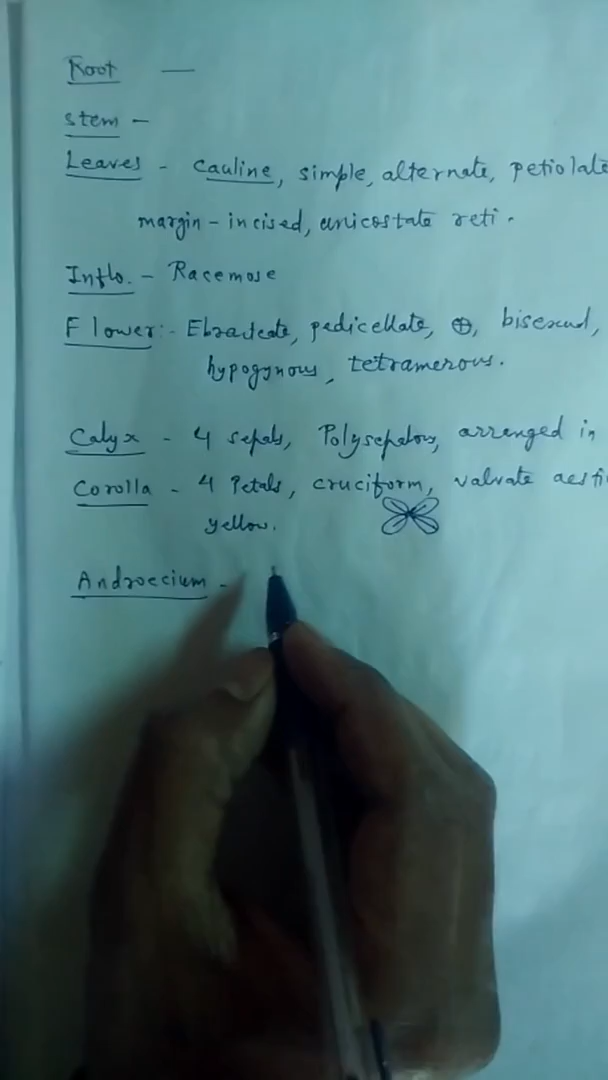 Root —
Stem -
Leaves - Cauline, simple, alternate, petiolate
margin - incised, unicostate reti.
Inflo. - Racemose
Flower:- Ebracteate, pedicellate, ⊕, bisexual,
hypogynous, tetramerous.
Calyx - 4 sepals, Polysepalous, arranged in
Corolla - 4 Petals, cruciform, valvate aesti
yellow.
Androecium -